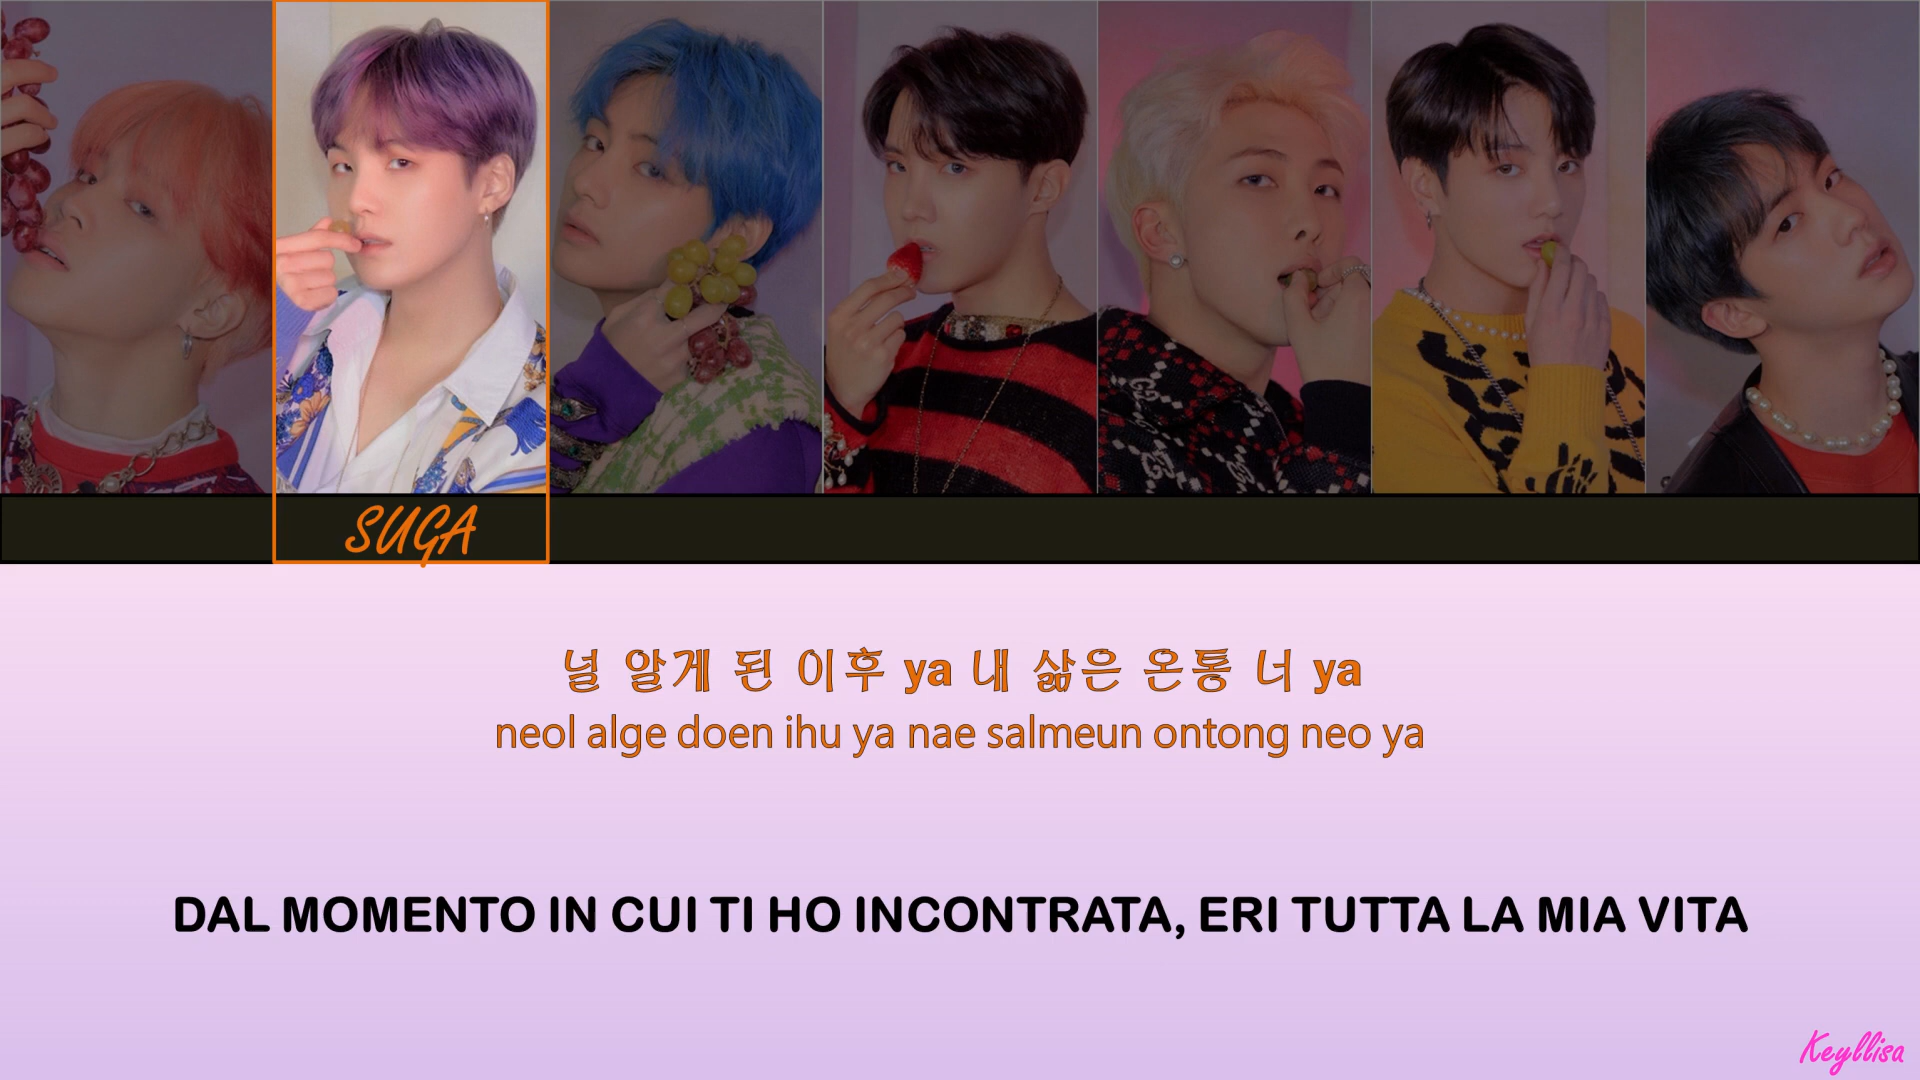 SUGA
널 알게 된 이후 ya 내 삶은 온통 너 ya
neol alge doen ihu ya nae salmeun ontong neo ya
DAL MOMENTO IN CUI TI HO INCONTRATA, ERI TUTTA LA MIA VITA
Keyllisa